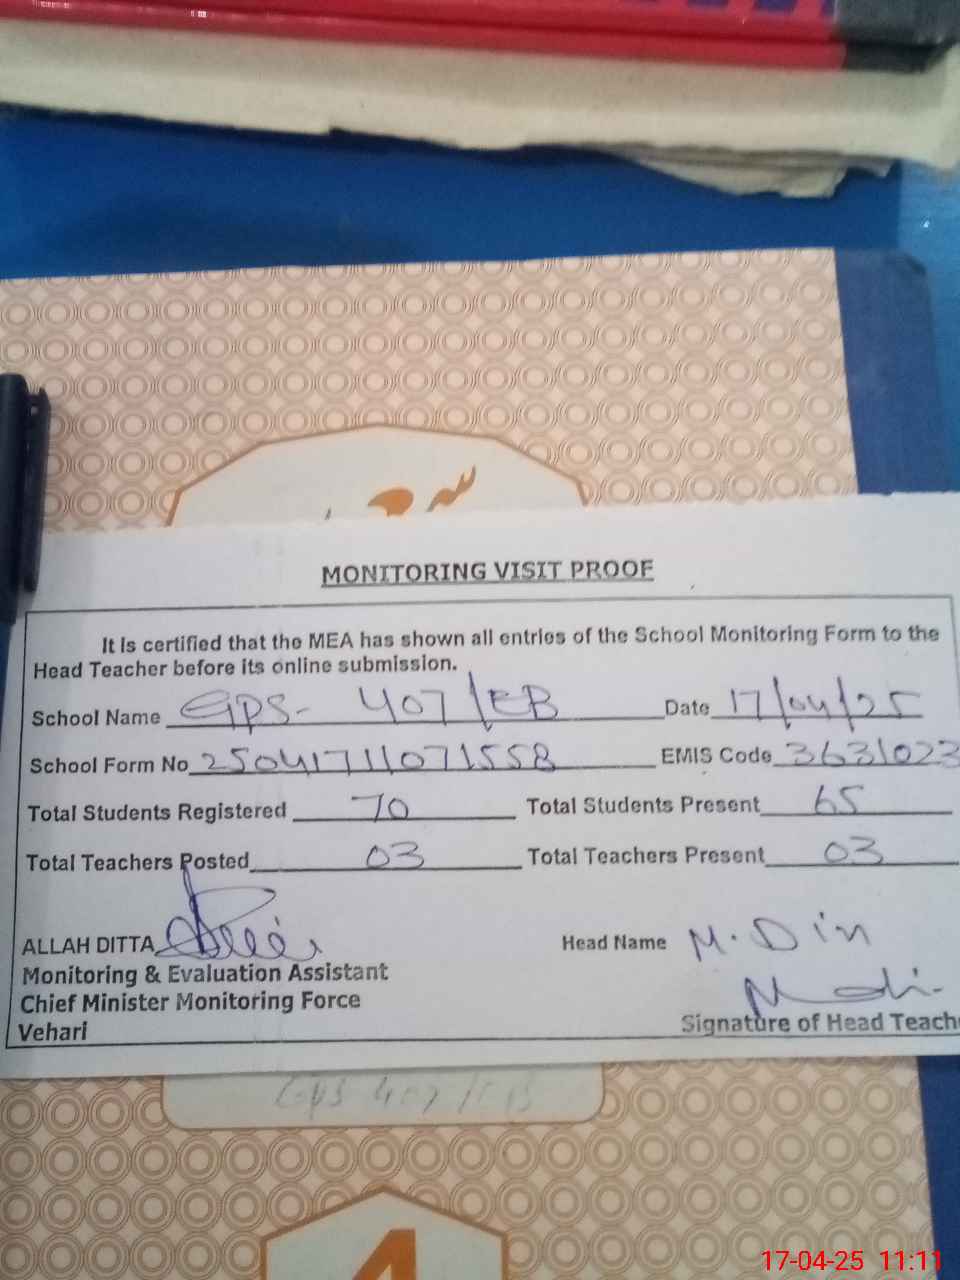 MONITORING VISIT PROOF
It Is certified that the MEA has shown all entries of the School Monitoring Form to the
Head Teacher before its online submission.
School Name GPS- 407/EB Date 17/04/25
School Form No 25041711071558 EMIS Code 3631023
Total Students Registered 70 Total Students Present 65
Total Teachers Posted 03 Total Teachers Present 03
ALLAH DITTA Head Name M. Din
Monitoring & Evaluation Assistant
Chief Minister Monitoring Force
Vehari Signature of Head Teach
GPS 407/EB
4
17-04-25 11:11